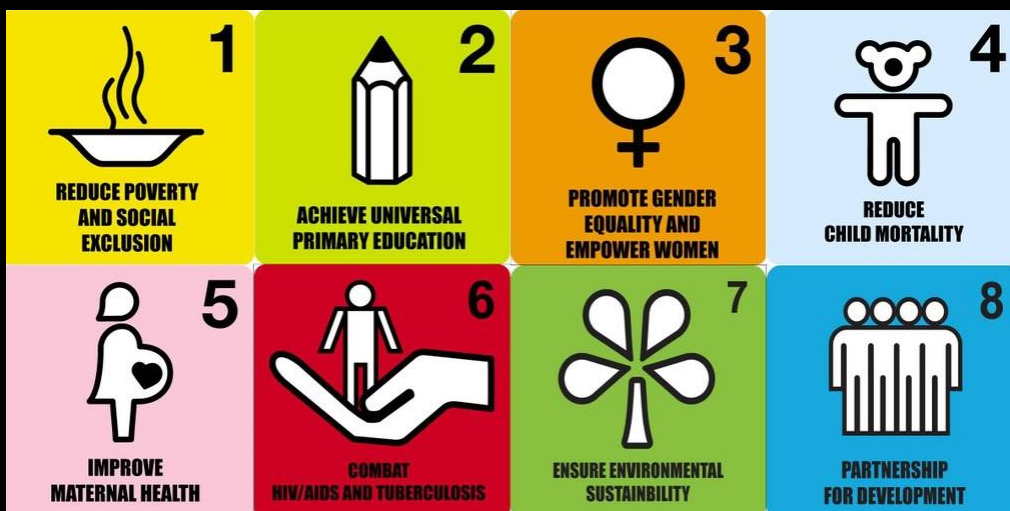 1
REDUCE POVERTY
AND SOCIAL
EXCLUSION
2
ACHIEVE UNIVERSAL
PRIMARY EDUCATION
3
PROMOTE GENDER
EQUALITY AND
EMPOWER WOMEN
4
REDUCE
CHILD MORTALITY
5
IMPROVE
MATERNAL HEALTH
6
COMBAT
HIV/AIDS AND TUBERCULOSIS
7
ENSURE ENVIRONMENTAL
SUSTAINBILITY
8
PARTNERSHIP
FOR DEVELOPMENT